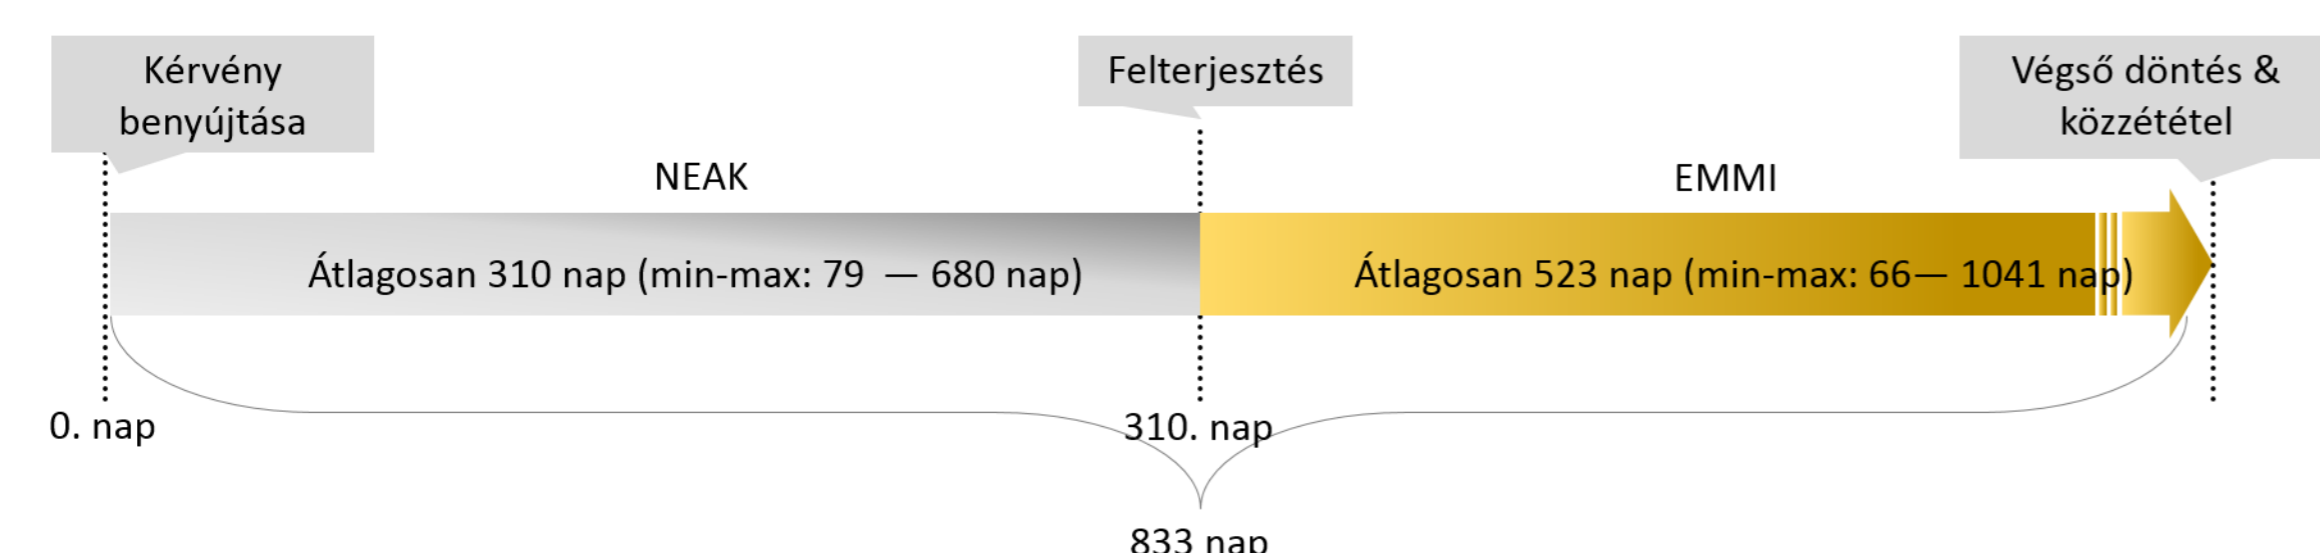 Kérvény
benyújtása
Felterjesztés
Végső döntés &
közzététel
NEAK
EMMI
Átlagosan 310 nap (min-max: 79 — 680 nap)
Átlagosan 523 nap (min-max: 66— 1041 nap)
0. nap
310. nap
833 nap